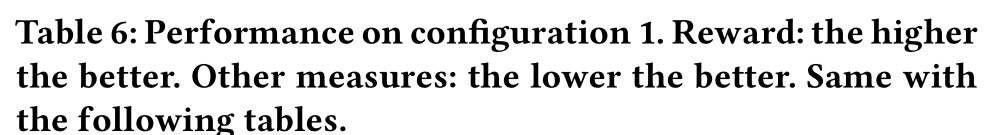 Table 6: Performance on configuration 1. Reward: the higher
the better. Other measures: the lower the better. Same with
the following tables.